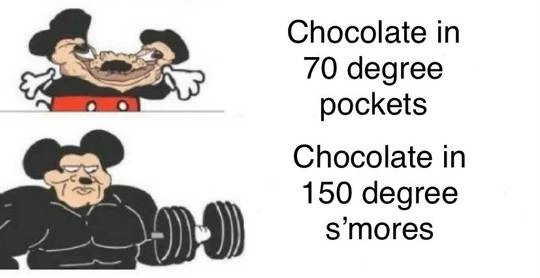 Chocolate in
70 degree
pockets
Chocolate in
150 degree
s’mores